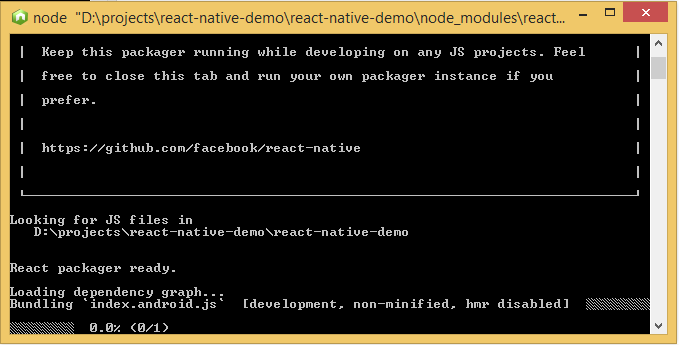 node "D:\projects\react-native-demo\react-native-demo\node_modules\react...
Keep this packager running while developing on any JS projects. Feel
free to close this tab and run your own packager instance if you
prefer.
https://github.com/facebook/react-native
Looking for JS files in
D:\projects\react-native-demo\react-native-demo
React packager ready.
Loading dependency graph...
Bundling `index.android.js`  [development, non-minified, hmr disabled]
0.0% (0/1)